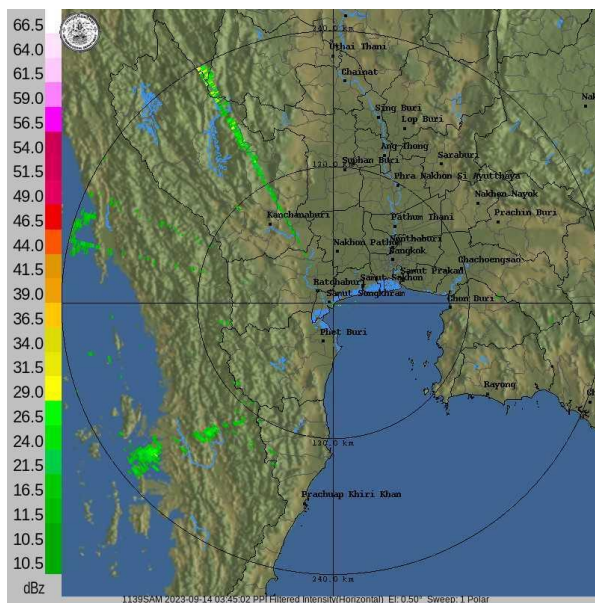 66.5
64.0
61.5
59.0
56.5
54.0
51.5
49.0
46.5
44.0
41.5
39.0
36.5
34.0
31.5
29.0
26.5
24.0
21.5
16.5
11.5
10.5
10.5
dBz
240.0 km
Uthai Thani
Chainat
Sing Buri
Lop Buri
Ang Thong
Saraburi
Suphan Buri
120.0 km
Phra Nakhon Si Ayutthaya
Nakhon Nayok
Prachin Buri
Kanchanaburi
Pathum Thani
Nonthaburi
Nakhon Pathom
Bangkok
Chachoengsao
Samut Prakan
Samut Sakhon
Ratchaburi
Samut Songkhram
Chon Buri
Phet Buri
Rayong
120.0 km
Prachuap Khiri Khan
240.0 km
1139SAM 2023-09-14 03:45:02 PPI Filtered Intensity(Horizontal) El: 0.50° Sweep: 1 Polar